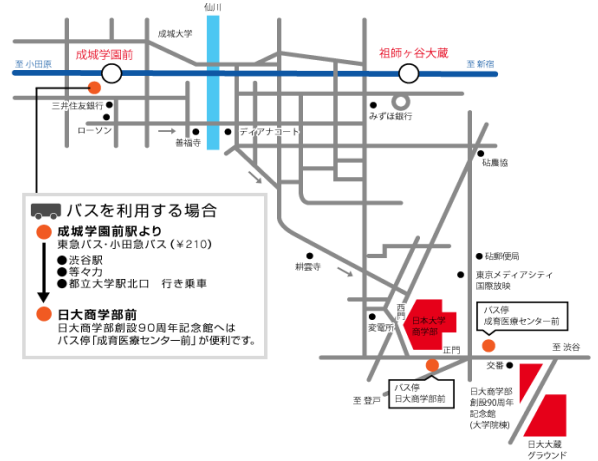 仙川
成城大学
成城学園前
祖師ヶ谷大蔵
至 小田原
至 新宿
三井住友銀行
ローソン
善福寺
ディアナコート
みずほ銀行
砧農協
バスを利用する場合
成城学園前駅より
東急バス・小田急バス（￥210）
●渋谷駅
●等々力
●都立大学駅北口　行き乗車
日大商学部前
日大商学部創設90周年記念館へは
バス停「成育医療センター前」が便利です。
耕雲寺
砧郵便局
東京メディアシティ
国際放映
西門
日本大学
商学部
変電所
正門
バス停
成育医療センター前
至 渋谷
交番
バス停
日大商学部前
至 登戸
日大商学部
創設90周年
記念館
(大学院棟)
日大大蔵
グラウンド